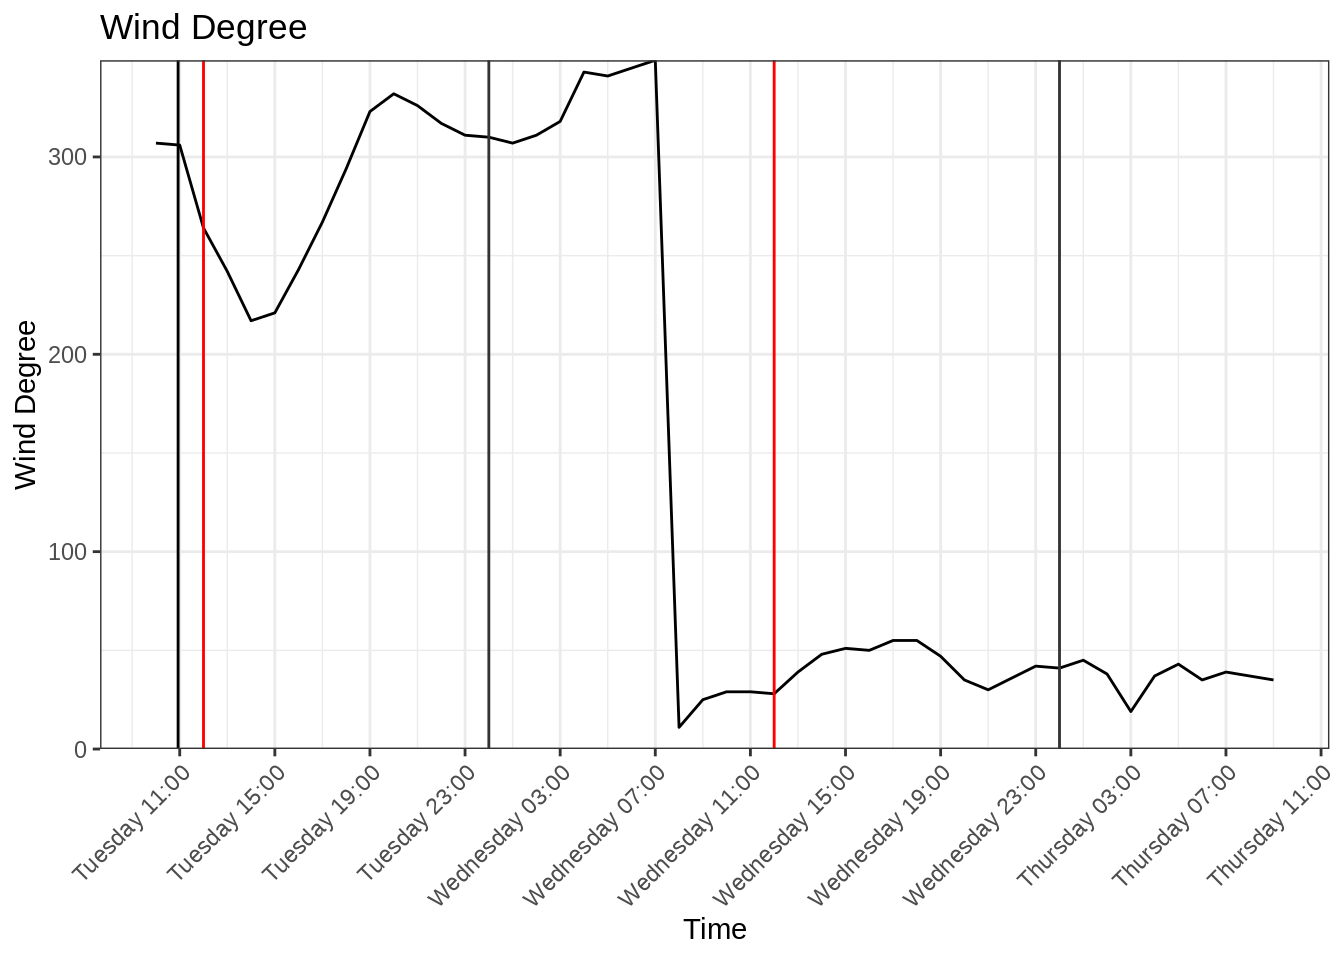 Wind Degree
Wind Degree
300
200
100
0
Tuesday 11:00
Tuesday 15:00
Tuesday 19:00
Tuesday 23:00
Wednesday 03:00
Wednesday 07:00
Wednesday 11:00
Wednesday 15:00
Wednesday 19:00
Wednesday 23:00
Thursday 03:00
Thursday 07:00
Thursday 11:00
Time